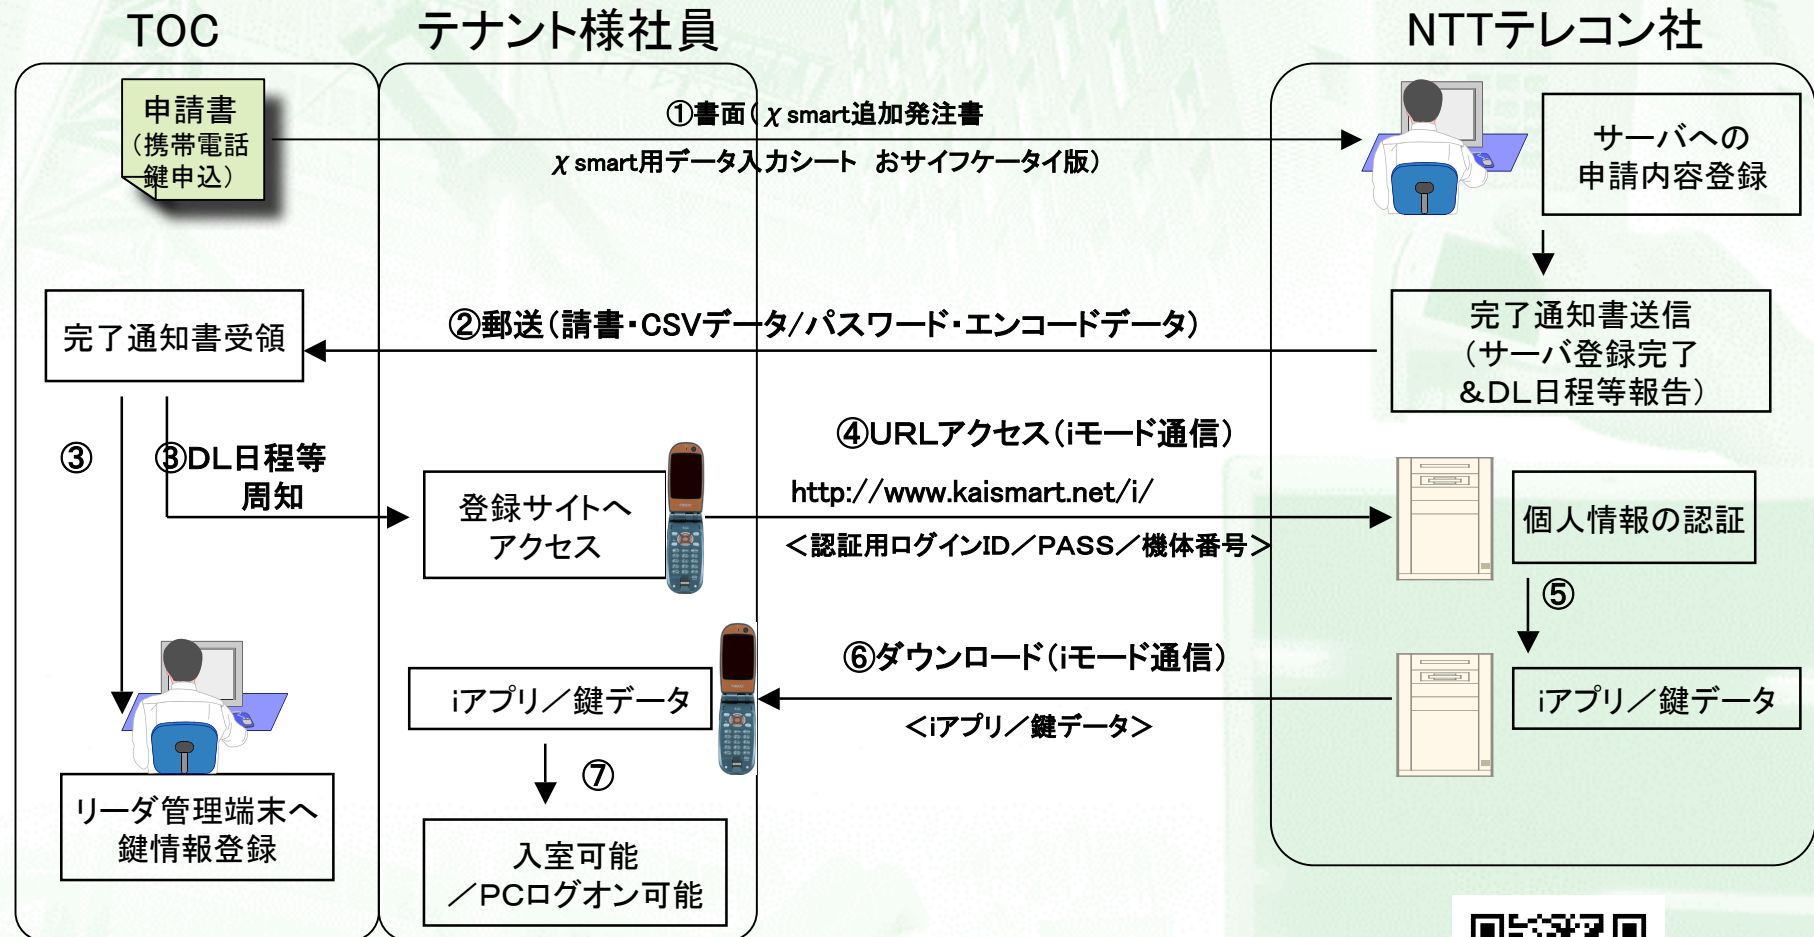 TOC
テナント様社員
NTTテレコン社
申請書
（携帯電話
鍵申込）
①書面（χsmart追加発注書
χsmart用データ入力シート　おサイフケータイ版）
サーバへの
申請内容登録
完了通知書受領
②郵送（請書・CSVデータ/パスワード・エンコードデータ）
完了通知書送信
（サーバ登録完了
＆DL日程等報告）
③
③DL日程等
周知
登録サイトへ
アクセス
④URLアクセス（iモード通信）
http://www.kaismart.net/i/
＜認証用ログインID／PASS／機体番号＞
個人情報の認証
⑤
⑥ダウンロード（iモード通信）
＜iアプリ／鍵データ＞
iアプリ／鍵データ
iアプリ／鍵データ
⑦
リーダ管理端末へ
鍵情報登録
入室可能
／PCログオン可能